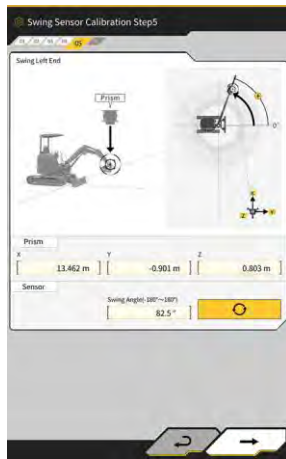 Swing Sensor Calibration Step5
05
Swing Left End
Prism
0°
Prism
X Y Z
13.462 m -0.901 m 0.803 m
Sensor
Swing Angle(-180°~180°)
82.5 °